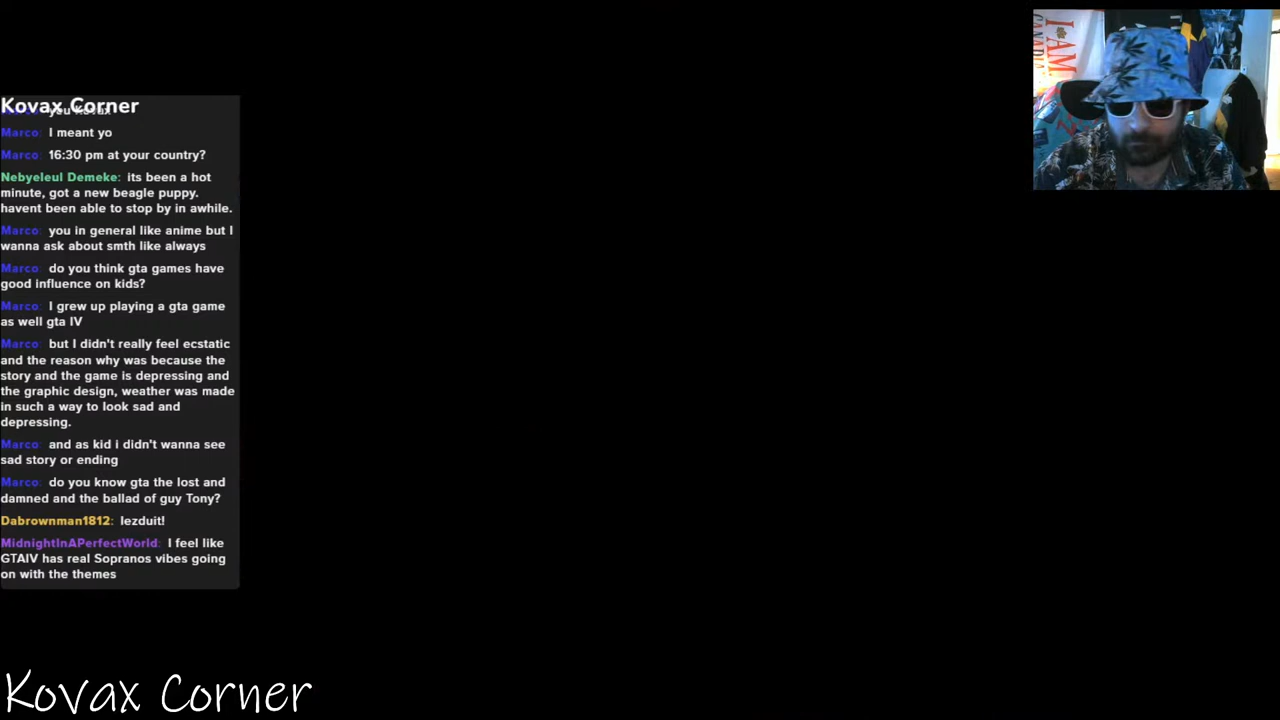 I AM
CANADIAN
Kovax Corner
Marco: I meant yo
Marco: 16:30 pm at your country?
Nebyeleul Demeke: its been a hot
minute, got a new beagle puppy.
havent been able to stop by in awhile.
Marco: you in general like anime but I
wanna ask about smth like always
Marco: do you think gta games have
good influence on kids?
Marco: I grew up playing a gta game
as well gta IV
Marco: but I didn't really feel ecstatic
and the reason why was because the
story and the game is depressing and
the graphic design, weather was made
in such a way to look sad and
depressing.
Marco: and as kid i didn't wanna see
sad story or ending
Marco: do you know gta the lost and
damned and the ballad of guy Tony?
Dabrownman1812: lezduit!
MidnightInAPerfectWorld: I feel like
GTAIV has real Sopranos vibes going
on with the themes
Kovax Corner